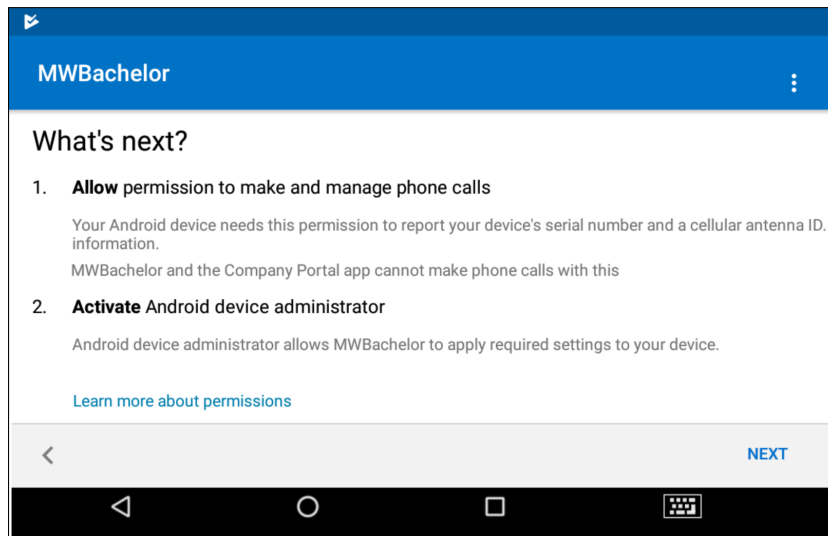 MWBachelor
What's next?
1. Allow permission to make and manage phone calls
Your Android device needs this permission to report your device's serial number and a cellular antenna ID.
information.
MWBachelor and the Company Portal app cannot make phone calls with this
2. Activate Android device administrator
Android device administrator allows MWBachelor to apply required settings to your device.
Learn more about permissions
NEXT